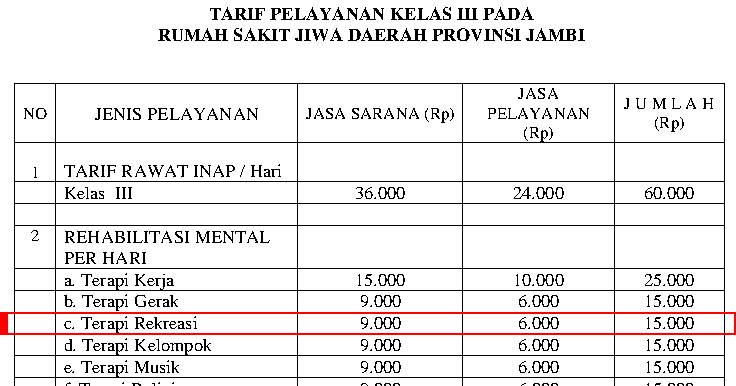 TARIF PELAYANAN KELAS III PADA
RUMAH SAKIT JIWA DAERAH PROVINSI JAMBI
NO JENIS PELAYANAN JASA SARANA (Rp) JASA PELAYANAN (Rp) J U M L A H (Rp)
1 TARIF RAWAT INAP / Hari
Kelas III 36.000 24.000 60.000
2 REHABILITASI MENTAL
PER HARI
a. Terapi Kerja 15.000 10.000 25.000
b. Terapi Gerak 9.000 6.000 15.000
c. Terapi Rekreasi 9.000 6.000 15.000
d. Terapi Kelompok 9.000 6.000 15.000
e. Terapi Musik 9.000 6.000 15.000